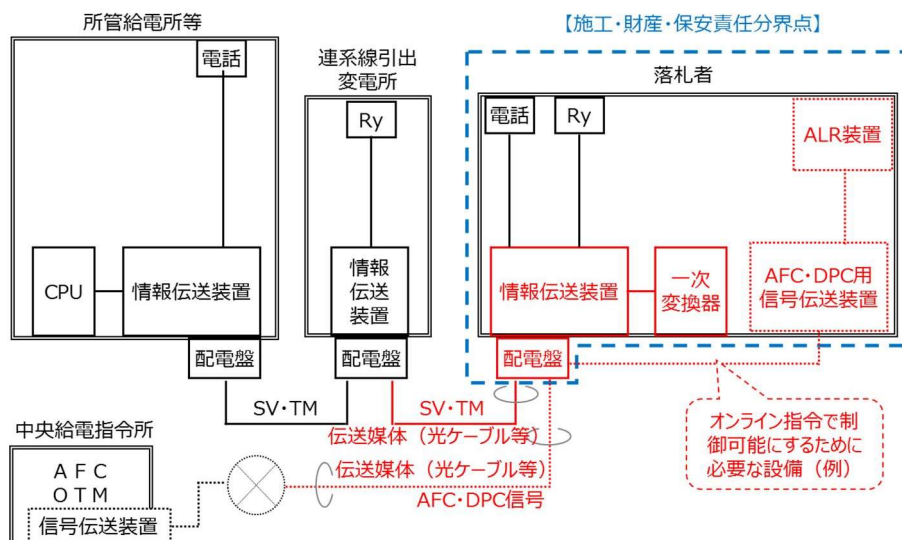 所管給電所等
電話
CPU
情報伝送装置
配電盤
連系線引出
変電所
Ry
情報
伝送
装置
配電盤
【施工・財産・保安責任分界点】
落札者
電話
Ry
ALR装置
情報伝送装置
一次
変換器
AFC・DPC用
信号伝送装置
配電盤
SV・TM
SV・TM
伝送媒体（光ケーブル等）
伝送媒体（光ケーブル等）
AFC・DPC信号
オンライン指令で制
御可能にするために
必要な設備（例）
中央給電指令所
ＡＦＣ
ＯＴＭ
信号伝送装置